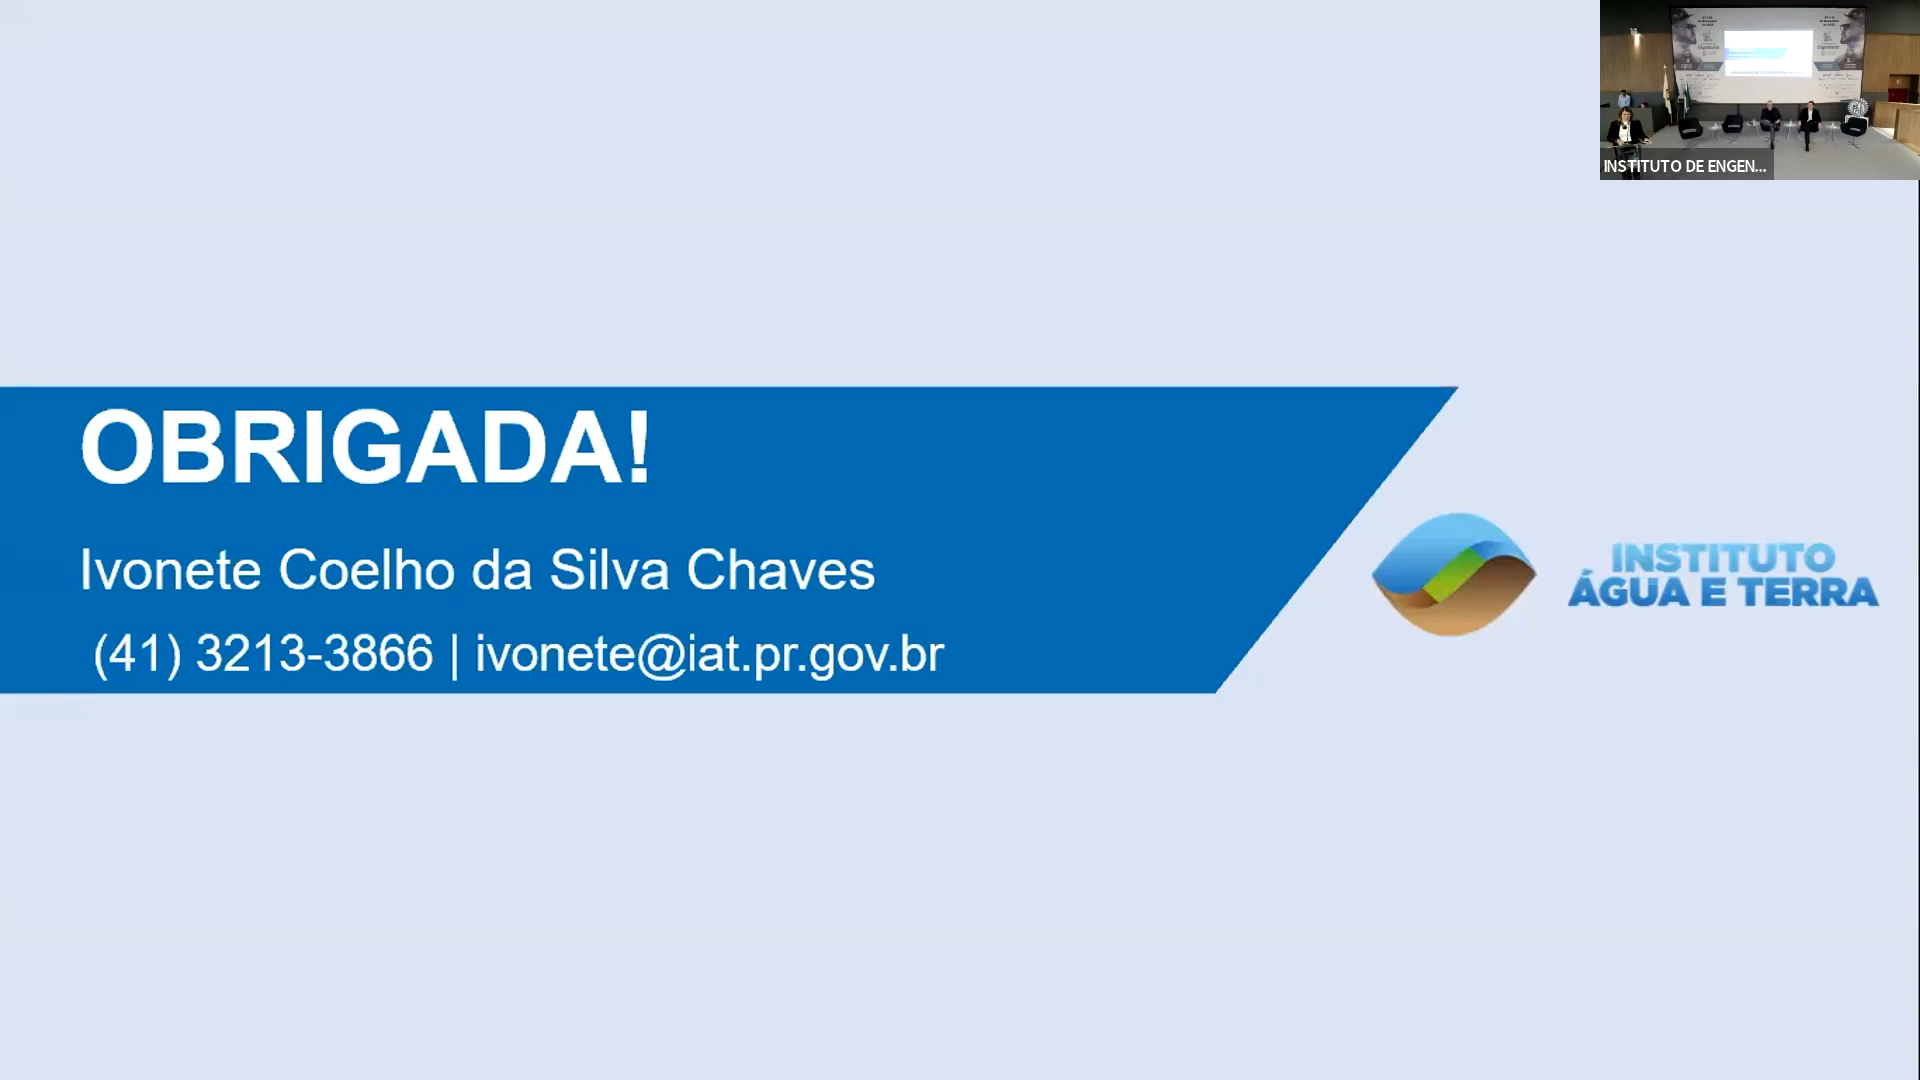 INSTITUTO DE ENGEN...
OBRIGADA!
Ivonete Coelho da Silva Chaves
(41) 3213-3866 | ivonete@iat.pr.gov.br
INSTITUTO
ÁGUA E TERRA